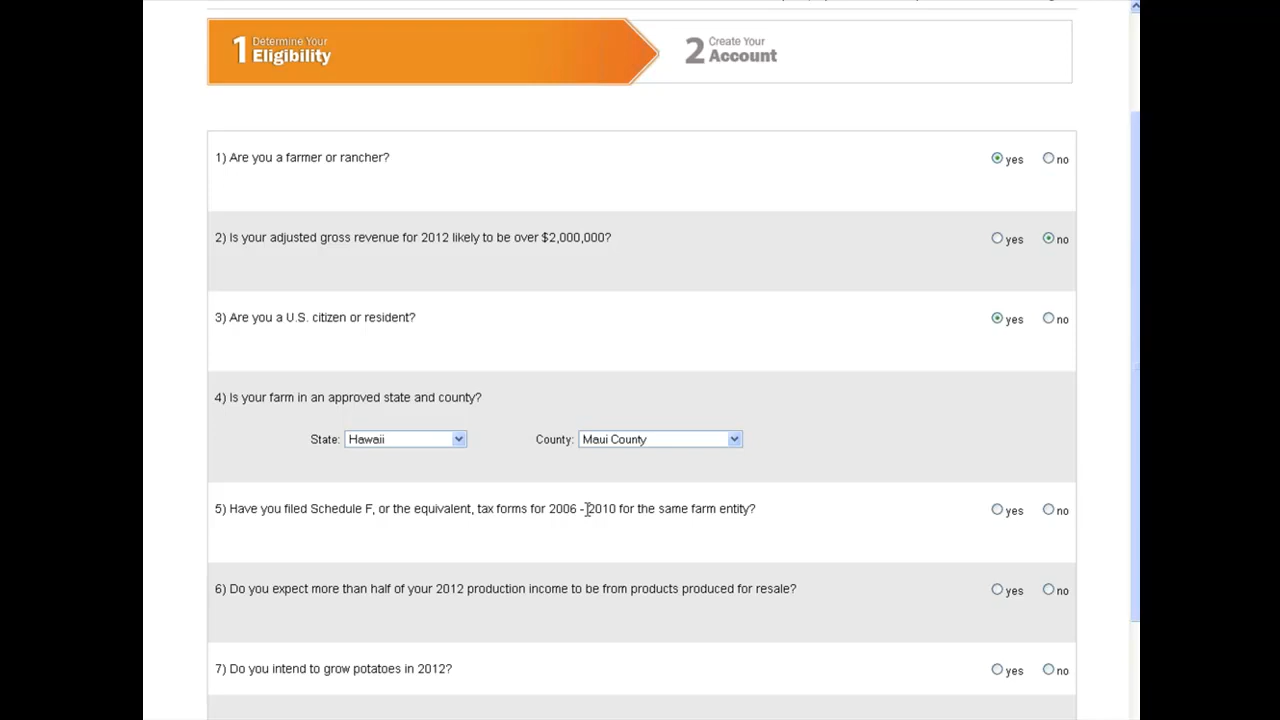 1 Determine Your Eligibility
2 Create Your Account
1) Are you a farmer or rancher? yes no
2) Is your adjusted gross revenue for 2012 likely to be over $2,000,000? yes no
3) Are you a U.S. citizen or resident? yes no
4) Is your farm in an approved state and county?
State: Hawaii County: Maui County
5) Have you filed Schedule F, or the equivalent, tax forms for 2006 - 2010 for the same farm entity? yes no
6) Do you expect more than half of your 2012 production income to be from products produced for resale? yes no
7) Do you intend to grow potatoes in 2012? yes no